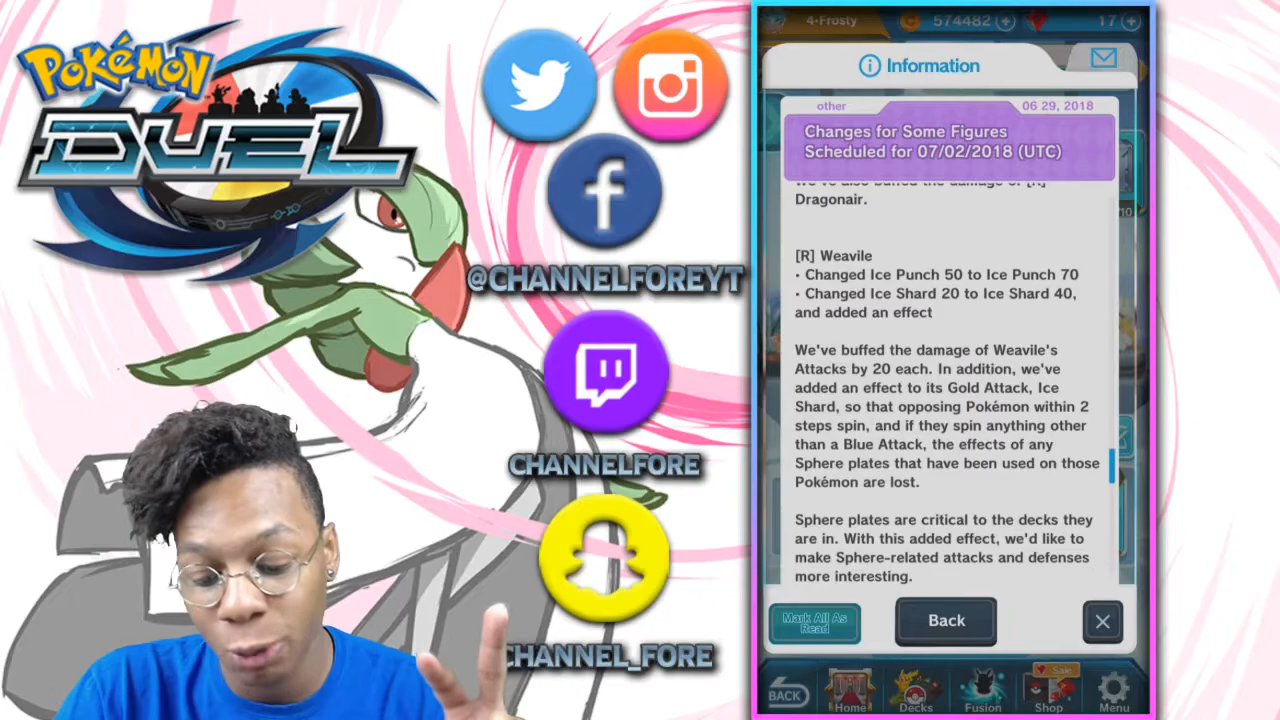 POKÉMON
DUEL
@CHANNELFOREYT
CHANNELFORE
CHANNEL_FORE
4•Frosty
574482
17
Information
other
06 29, 2018
Changes for Some Figures
Scheduled for 07/02/2018 (UTC)
we've also buffed the damage of [R]
Dragonair.
[R] Weavile
• Changed Ice Punch 50 to Ice Punch 70
• Changed Ice Shard 20 to Ice Shard 40,
and added an effect
We've buffed the damage of Weavile's
Attacks by 20 each. In addition, we've
added an effect to its Gold Attack, Ice
Shard, so that opposing Pokémon within 2
steps spin, and if they spin anything other
than a Blue Attack, the effects of any
Sphere plates that have been used on those
Pokémon are lost.
Sphere plates are critical to the decks they
are in. With this added effect, we'd like to
make Sphere-related attacks and defenses
more interesting.
Mark All As
Read
Back
Sale
BACK
Home
Decks
Fusion
Shop
Menu